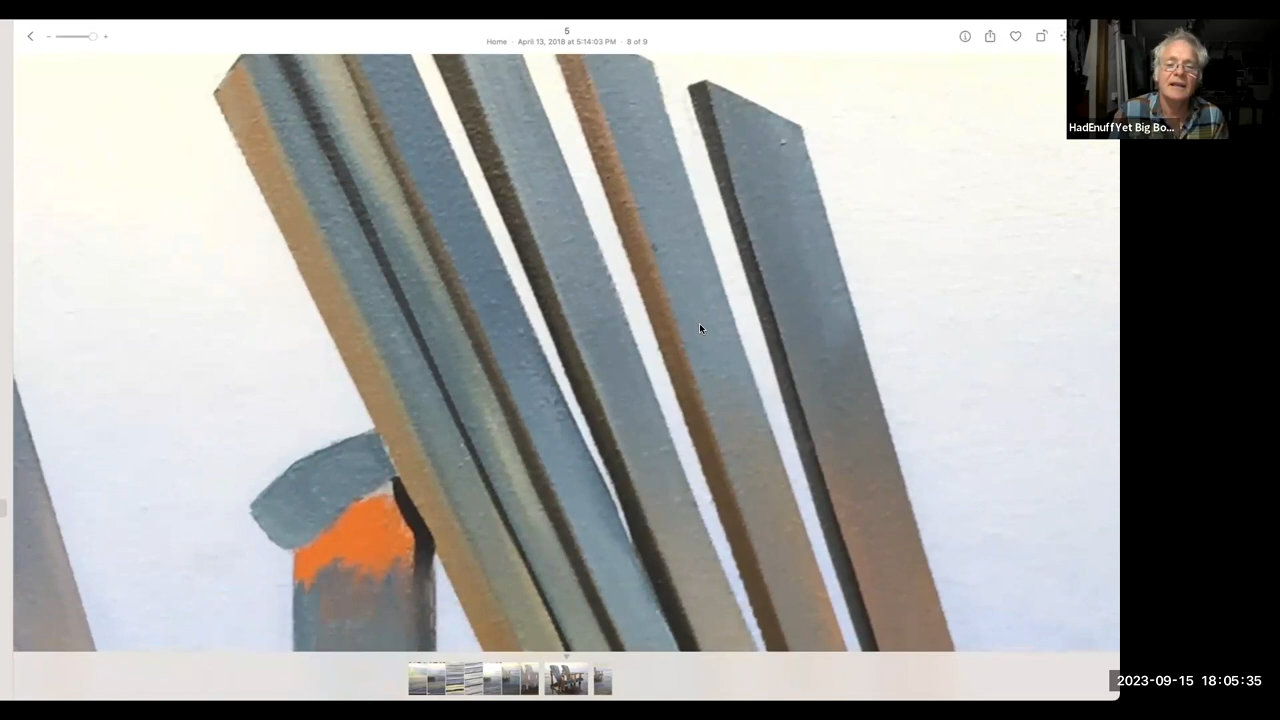 5
Home · April 13, 2018 at 5:14:03 PM · 8 of 9
HadEnuffYet Big Bo...
2023-09-15 18:05:35